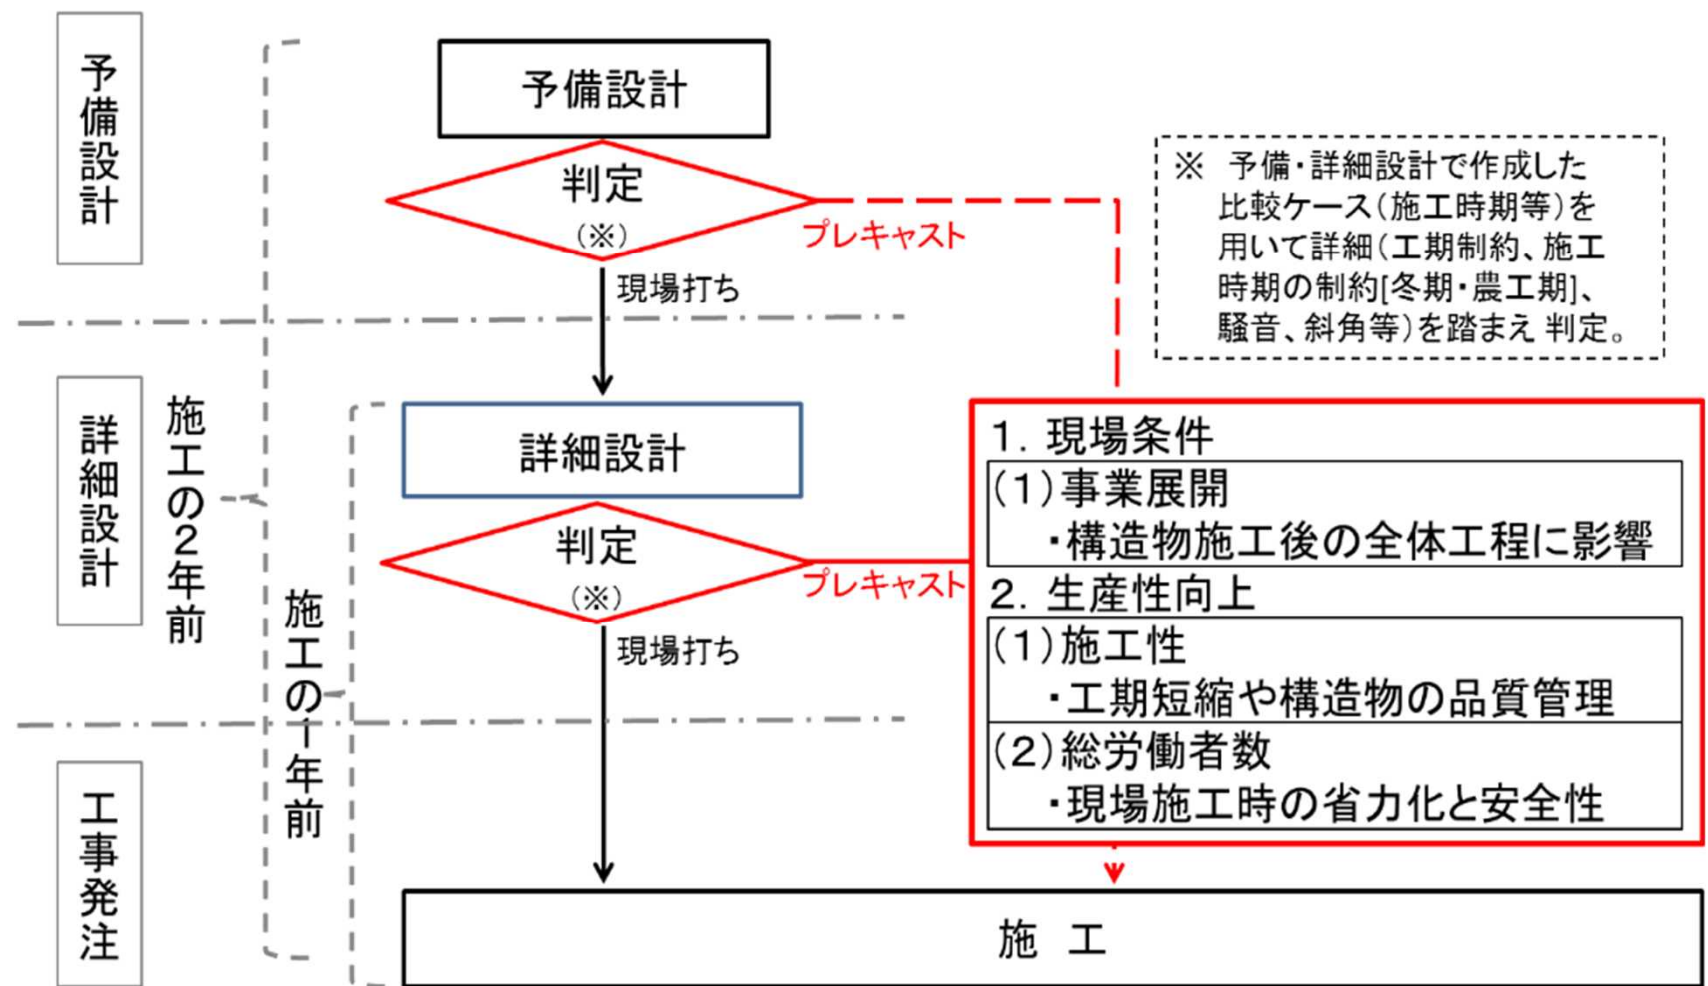 予備設計
予備設計
判定
(※)
プレキャスト
現場打ち
※ 予備・詳細設計で作成した
比較ケース(施工時期等)を
用いて詳細(工期制約、施工
時期の制約[冬期・農工期]、
騒音、斜角等)を踏まえ 判定。
詳細設計
施工の2年前
施工の1年前
詳細設計
判定
(※)
プレキャスト
現場打ち
1. 現場条件
(1)事業展開
・構造物施工後の全体工程に影響
2. 生産性向上
(1)施工性
・工期短縮や構造物の品質管理
(2)総労働者数
・現場施工時の省力化と安全性
工事発注
施 工